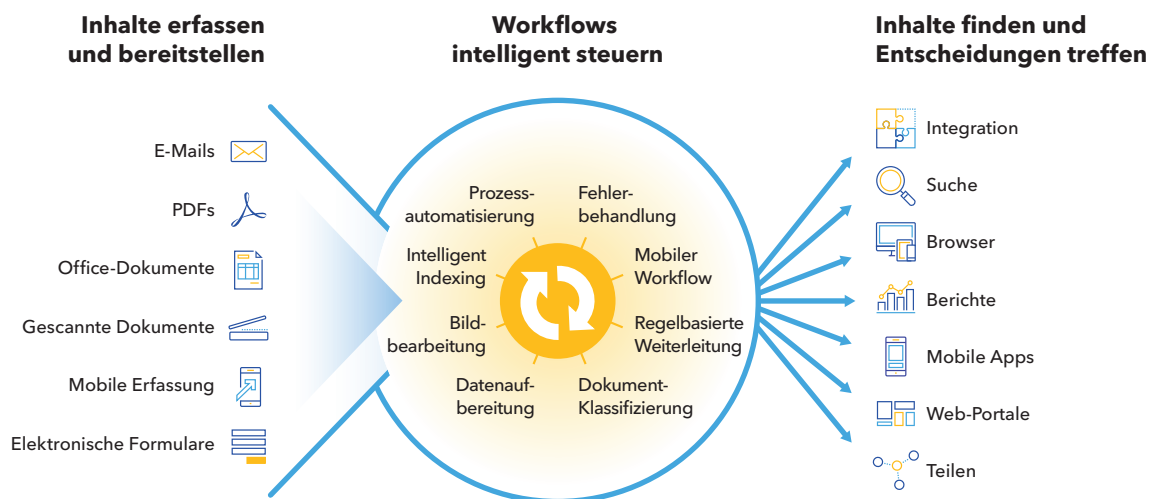 Inhalte erfassen
und bereitstellen
E-Mails
PDFs
Office-Dokumente
Gescannte Dokumente
Mobile Erfassung
Elektronische Formulare
Workflows
intelligent steuern
Prozess-
automatisierung
Fehler-
behandlung
Intelligent
Indexing
Mobiler
Workflow
Bild-
bearbeitung
Regelbasierte
Weiterleitung
Datenauf-
bereitung
Dokument-
Klassifizierung
Inhalte finden und
Entscheidungen treffen
Integration
Suche
Browser
Berichte
Mobile Apps
Web-Portale
Teilen